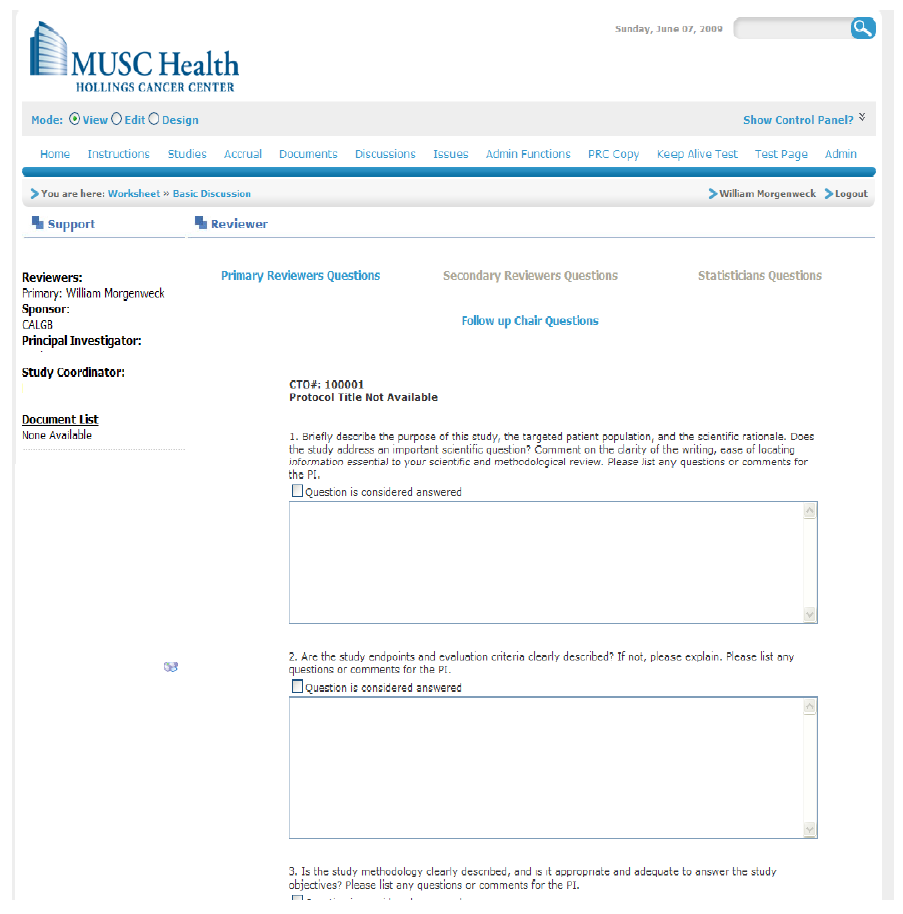 Sunday, June 07, 2009
MUSC Health
HOLLINGS CANCER CENTER
Mode: View Edit Design
Show Control Panel?
Home Instructions Studies Accrual Documents Discussions Issues Admin Functions PRC Copy Keep Alive Test Test Page Admin
You are here: Worksheet » Basic Discussion
William Morgenweck Logout
Support
Reviewer
Reviewers:
Primary: William Morgenweck
Sponsor:
CALGB
Principal Investigator:
Study Coordinator:
Document List
None Available
Primary Reviewers Questions Secondary Reviewers Questions Statisticians Questions
Follow up Chair Questions
CTO#: 100001
Protocol Title Not Available
1. Briefly describe the purpose of this study, the targeted patient population, and the scientific rationale. Does
the study address an important scientific question? Comment on the clarity of the writing, ease of locating
information essential to your scientific and methodological review. Please list any questions or comments for
the PI.
Question is considered answered
2. Are the study endpoints and evaluation criteria clearly described? If not, please explain. Please list any
questions or comments for the PI.
Question is considered answered
3. Is the study methodology clearly described, and is it appropriate and adequate to answer the study
objectives? Please list any questions or comments for the PI.